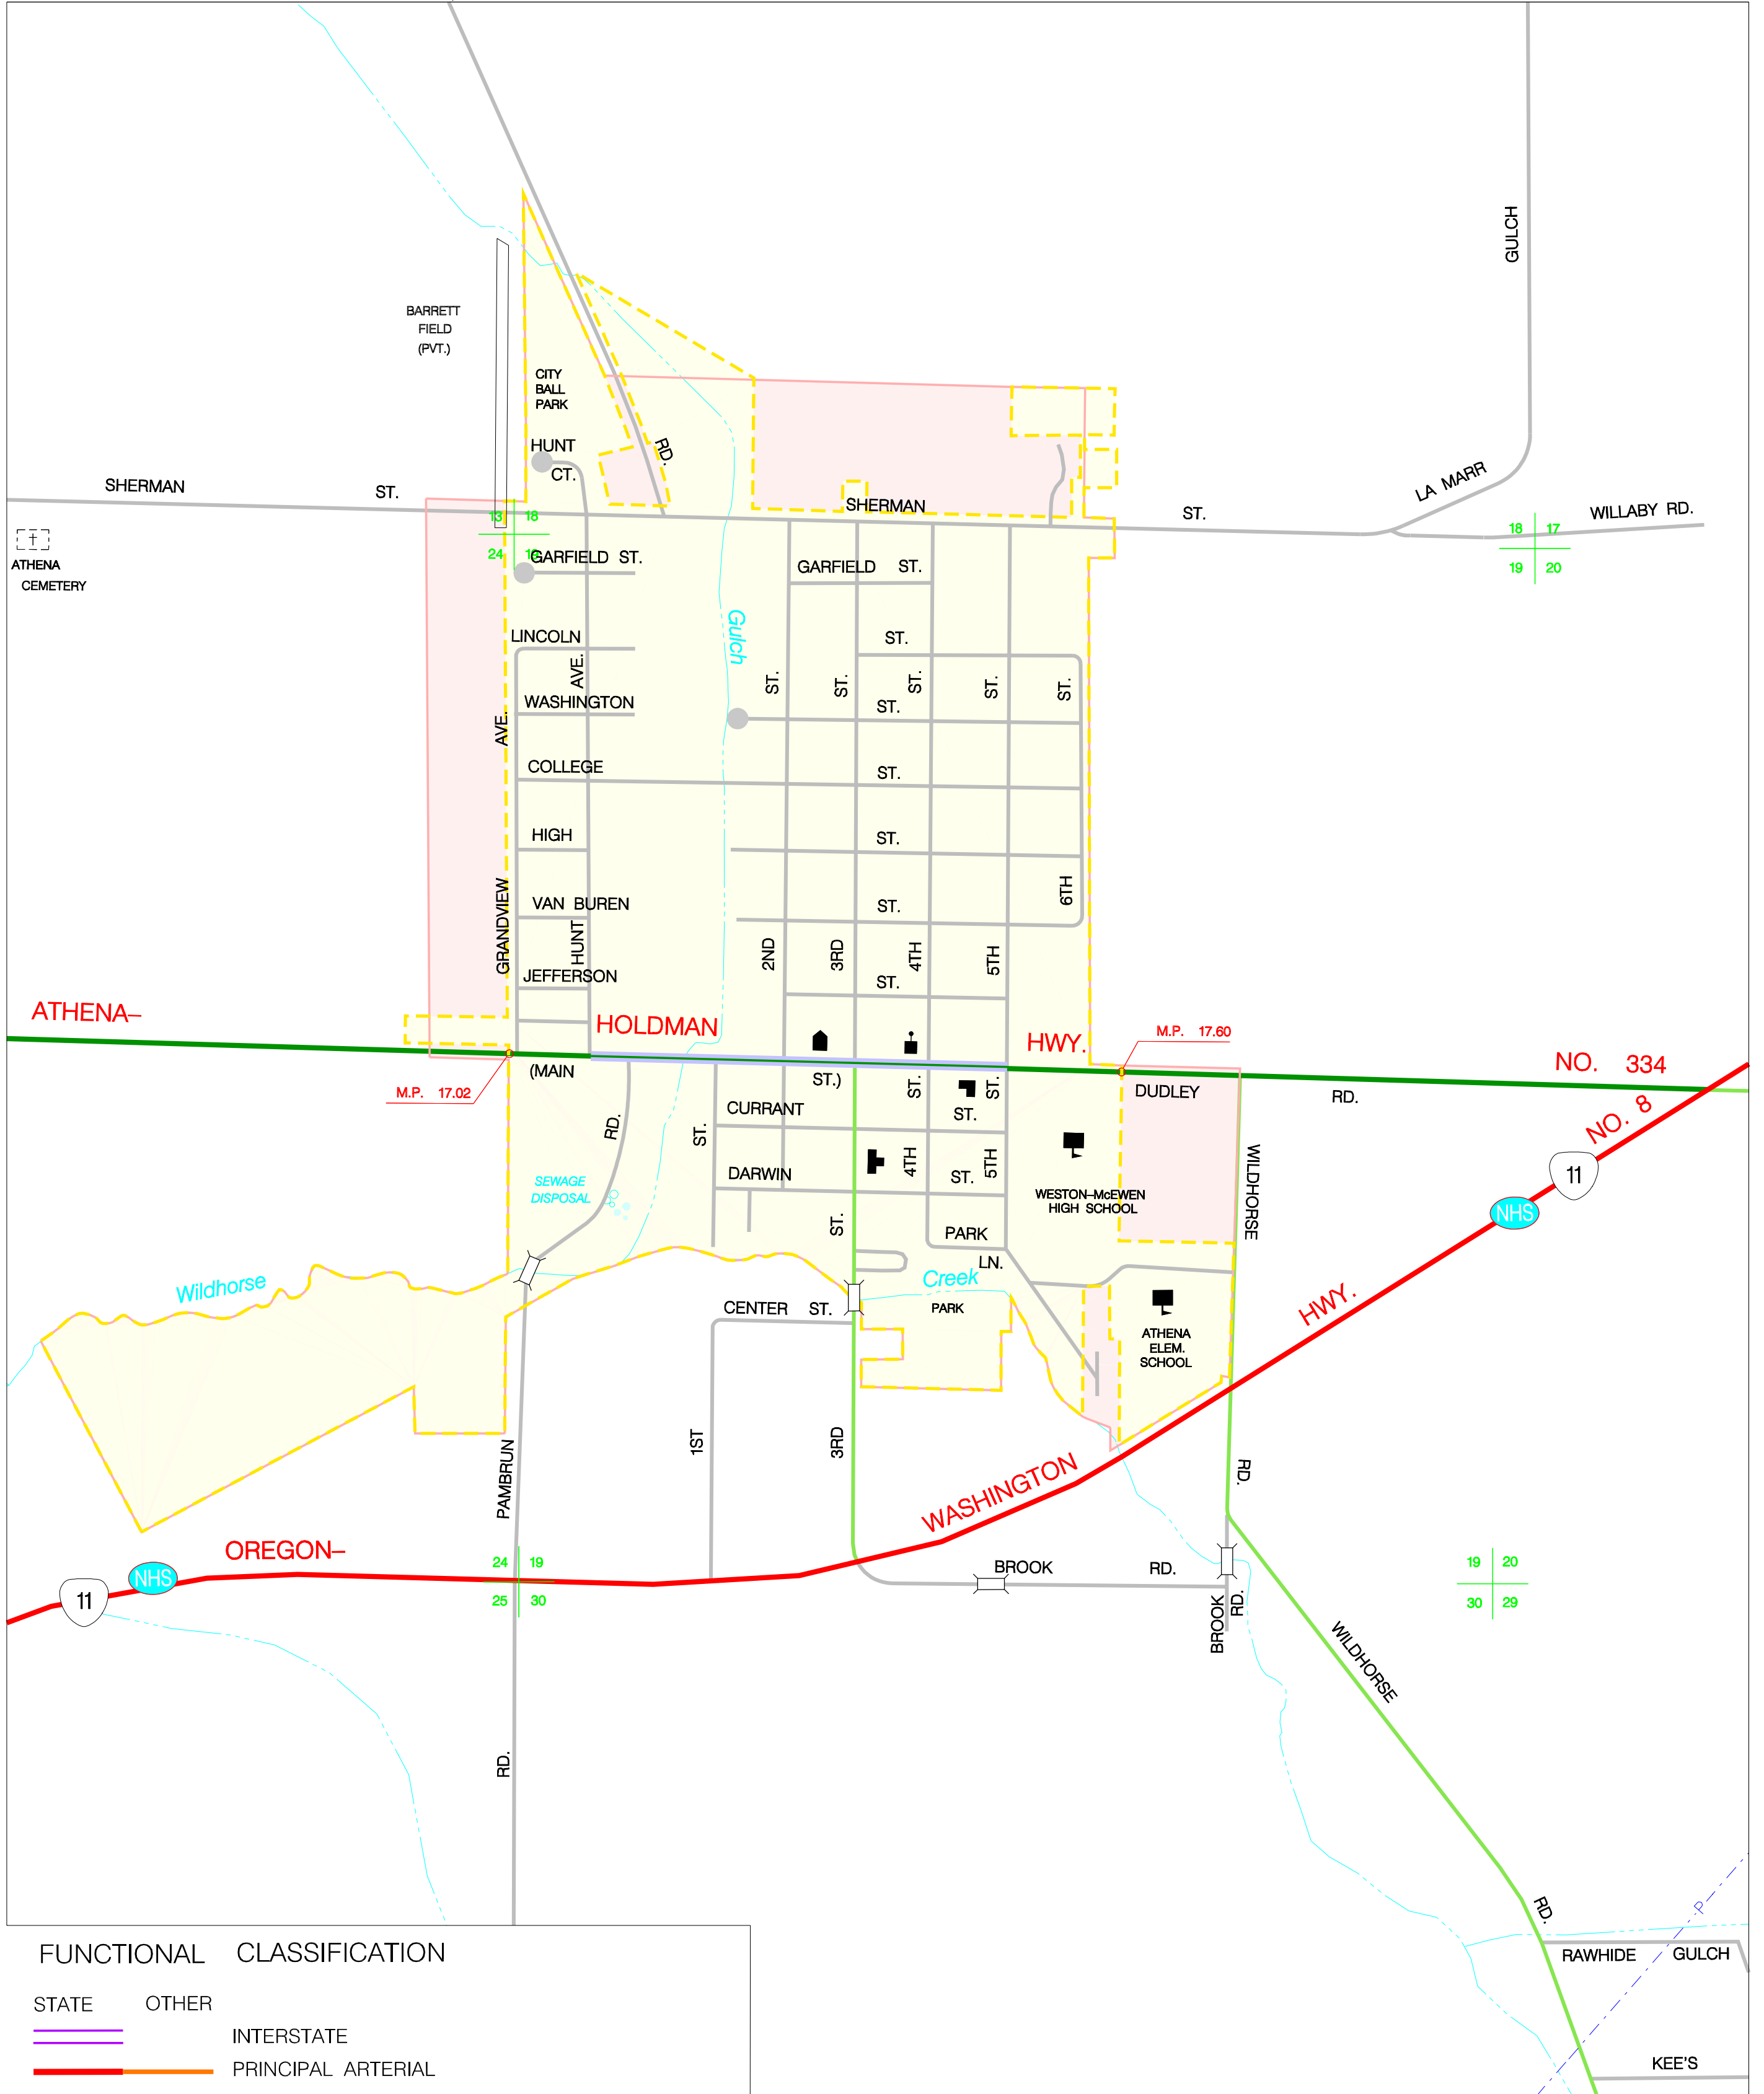 GULCH
BARRETT
FIELD
(PVT.)
CITY
BALL
PARK
HUNT
CT.
RD.
SHERMAN ST.
SHERMAN ST.
LA MARR
WILLABY RD.
13 18
24 19
18 17
19 20
ATHENA
CEMETERY
GARFIELD ST.
GARFIELD ST.
Gulch
LINCOLN ST.
AVE.
ST.
ST.
ST.
ST.
ST.
WASHINGTON ST.
AVE.
COLLEGE ST.
HIGH ST.
GRANDVIEW
VAN BUREN ST.
6TH
HUNT
2ND
3RD
4TH
5TH
JEFFERSON ST.
ATHENA–
HOLDMAN
HWY.
M.P. 17.60
NO. 334
(MAIN
ST.)
M.P. 17.02
DUDLEY RD.
NO. 8
ST.
ST.
CURRANT ST.
RD.
ST.
11
NHS
WILDHORSE
4TH
5TH
DARWIN ST.
SEWAGE
DISPOSAL
WESTON–McEWEN
HIGH SCHOOL
ST.
PARK
LN.
Wildhorse
Creek
CENTER ST.
PARK
HWY.
ATHENA
ELEM.
SCHOOL
PAMBRUN
1ST
3RD
WASHINGTON
RD.
OREGON–
NHS
11
24 19
25 30
BROOK RD.
19 20
30 29
BROOK
RD.
WILDHORSE
RD.
RD.
P
RAWHIDE GULCH
KEE'S
FUNCTIONAL CLASSIFICATION
STATE OTHER
INTERSTATE
PRINCIPAL ARTERIAL